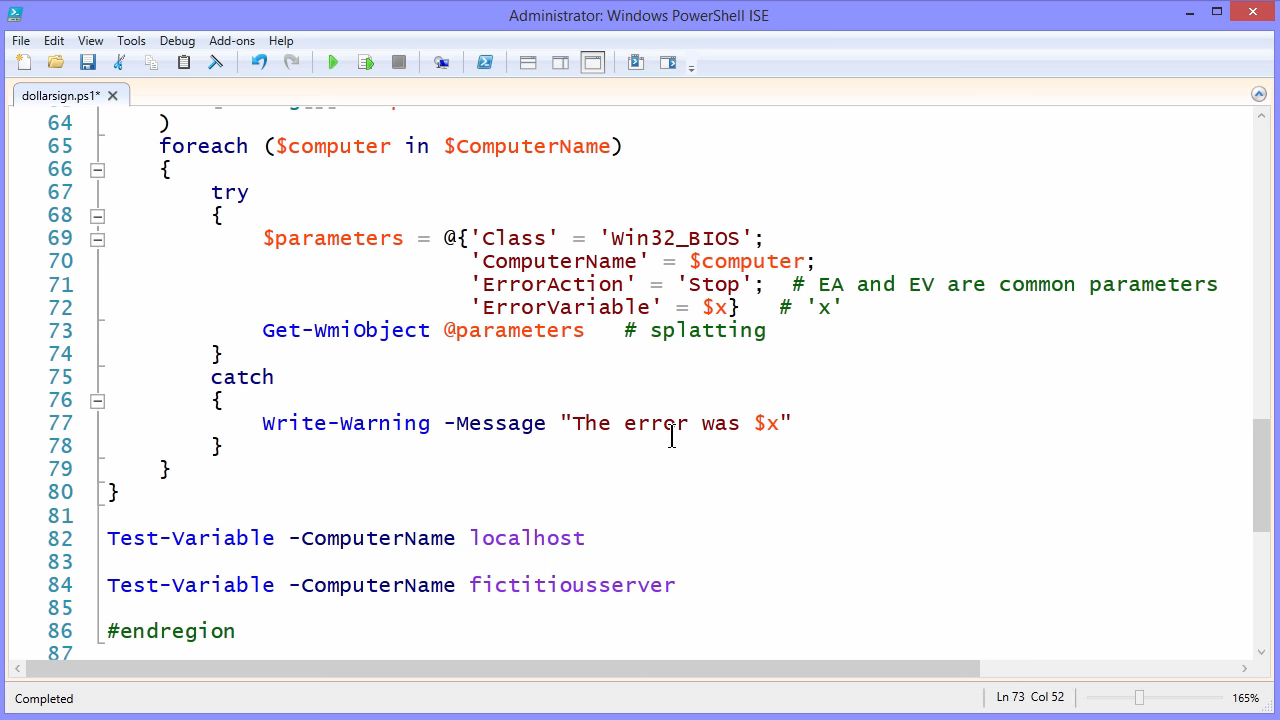 Administrator: Windows PowerShell ISE
File Edit View Tools Debug Add-ons Help
dollarsign.ps1*
64 )
65 foreach ($computer in $ComputerName)
66 {
67 try
68 {
69 $parameters = @{'Class' = 'Win32_BIOS';
70 'ComputerName' = $computer;
71 'ErrorAction' = 'Stop'; # EA and EV are common parameters
72 'ErrorVariable' = $x} # 'x'
73 Get-WmiObject @parameters # splatting
74 }
75 catch
76 {
77 Write-Warning -Message "The error was $x"
78 }
79 }
80 }
81
82 Test-Variable -ComputerName localhost
83
84 Test-Variable -ComputerName fictitiousserver
85
86 #endregion
87
Completed Ln 73 Col 52 165%